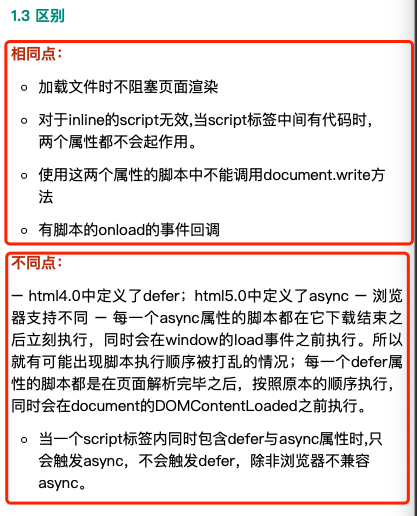 1.3 区别
相同点：
加载文件时不阻塞页面渲染
对于inline的script无效,当script标签中间有代码时，
两个属性都不会起作用。
使用这两个属性的脚本中不能调用document.write方
法
有脚本的onload的事件回调
不同点：
— html4.0中定义了defer；html5.0中定义了async — 浏览
器支持不同 — 每一个async属性的脚本都在它下载结束之
后立刻执行，同时会在window的load事件之前执行。所以
就有可能出现脚本执行顺序被打乱的情况；每一个defer属
性的脚本都是在页面解析完毕之后，按照原本的顺序执行，
同时会在document的DOMContentLoaded之前执行。
当一个script标签内同时包含defer与async属性时,只
会触发async，不会触发defer，除非浏览器不兼容
async。